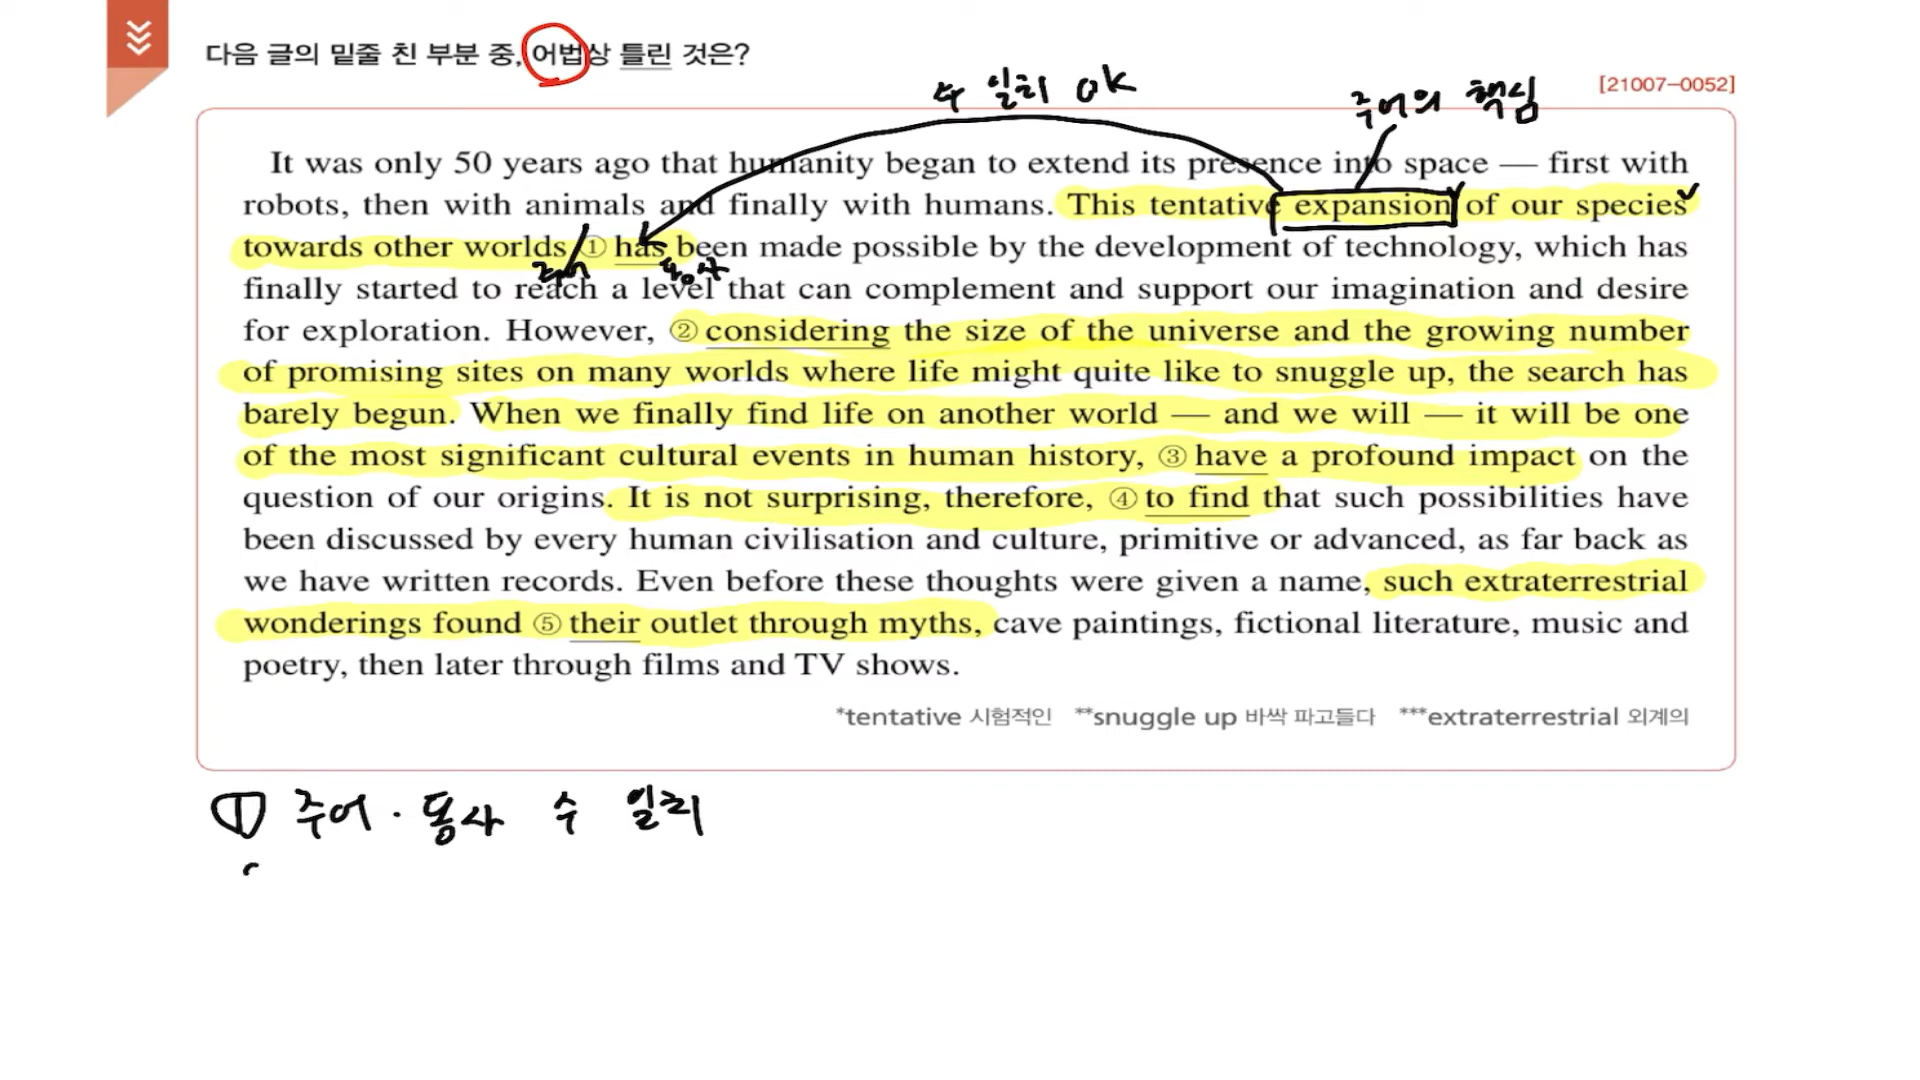 다음 글의 밑줄 친 부분 중, 어법상 틀린 것은?
[21007-0052]
수 일치 ok
주어의 핵심
It was only 50 years ago that humanity began to extend its presence into space — first with
robots, then with animals and finally with humans. This tentative expansion of our species
towards other worlds ① has been made possible by the development of technology, which has
주어 동사
finally started to reach a level that can complement and support our imagination and desire
for exploration. However, ② considering the size of the universe and the growing number
of promising sites on many worlds where life might quite like to snuggle up, the search has
barely begun. When we finally find life on another world — and we will — it will be one
of the most significant cultural events in human history, ③ have a profound impact on the
question of our origins. It is not surprising, therefore, ④ to find that such possibilities have
been discussed by every human civilisation and culture, primitive or advanced, as far back as
we have written records. Even before these thoughts were given a name, such extraterrestrial
wonderings found ⑤ their outlet through myths, cave paintings, fictional literature, music and
poetry, then later through films and TV shows.
*tentative 시험적인 **snuggle up 바싹 파고들다 ***extraterrestrial 외계의
① 주어·동사 수 일치